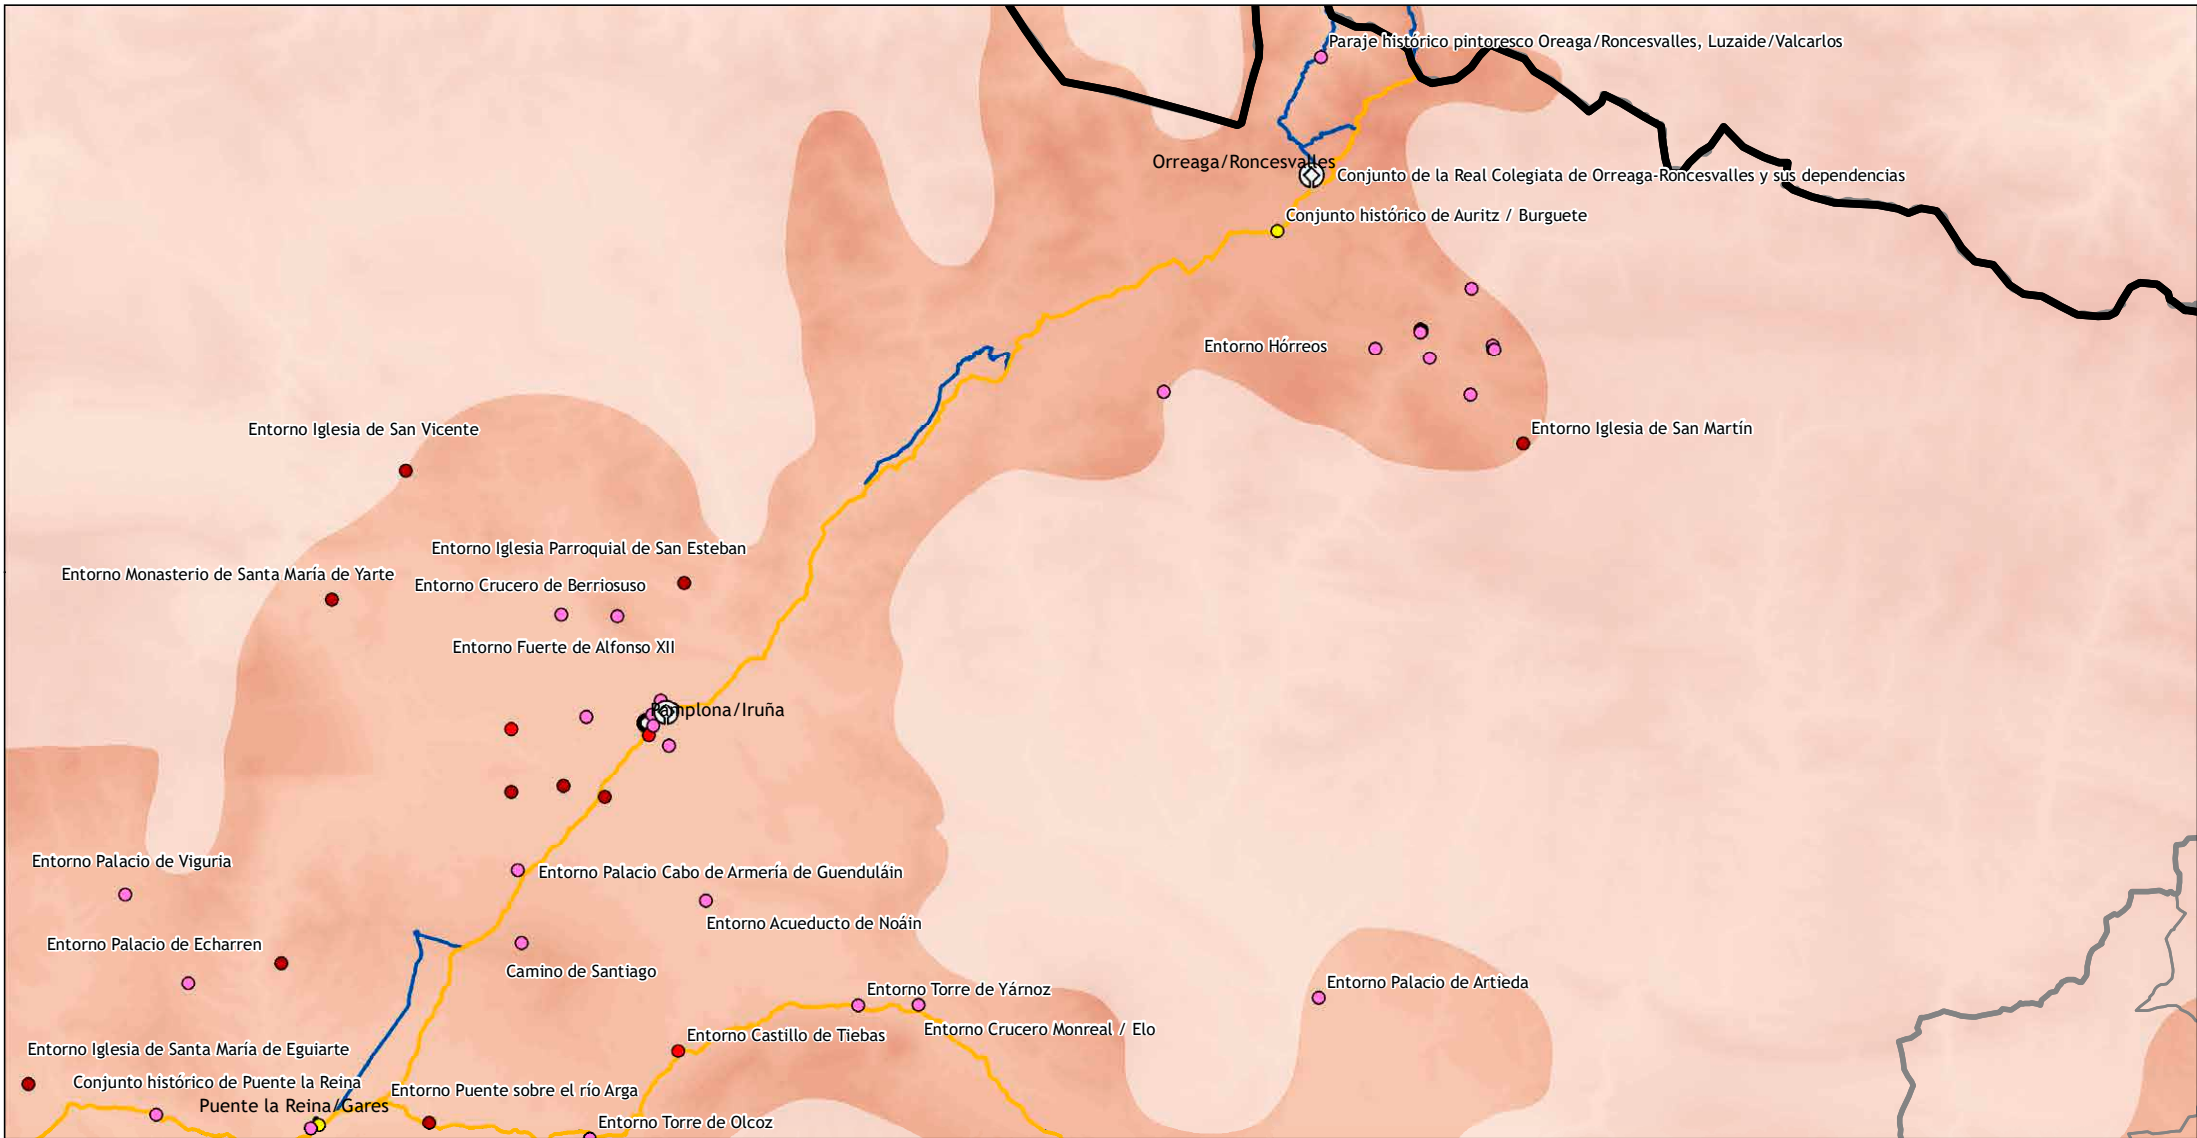 Paraje histórico pintoresco Oreaga/Roncesvalles, Luzaide/Valcarlos
Orreaga/Roncesvalles
Conjunto de la Real Colegiata de Orreaga-Roncesvalles y sus dependencias
Conjunto histórico de Auritz / Burguete
Entorno Hórreos
Entorno Iglesia de San Vicente
Entorno Iglesia de San Martín
Entorno Iglesia Parroquial de San Esteban
Entorno Monasterio de Santa María de Yarte
Entorno Crucero de Berriosuso
Entorno Fuerte de Alfonso XII
Pamplona/Iruña
Entorno Palacio de Viguria
Entorno Palacio Cabo de Armería de Guenduláin
Entorno Acueducto de Noáin
Entorno Palacio de Echarren
Camino de Santiago
Entorno Palacio de Artieda
Entorno Torre de Yárnoz
Entorno Crucero Monreal / Elo
Entorno Castillo de Tiebas
Entorno Iglesia de Santa María de Eguiarte
Conjunto histórico de Puente la Reina
Entorno Puente sobre el río Arga
Puente la Reina/Gares
Entorno Torre de Olcoz